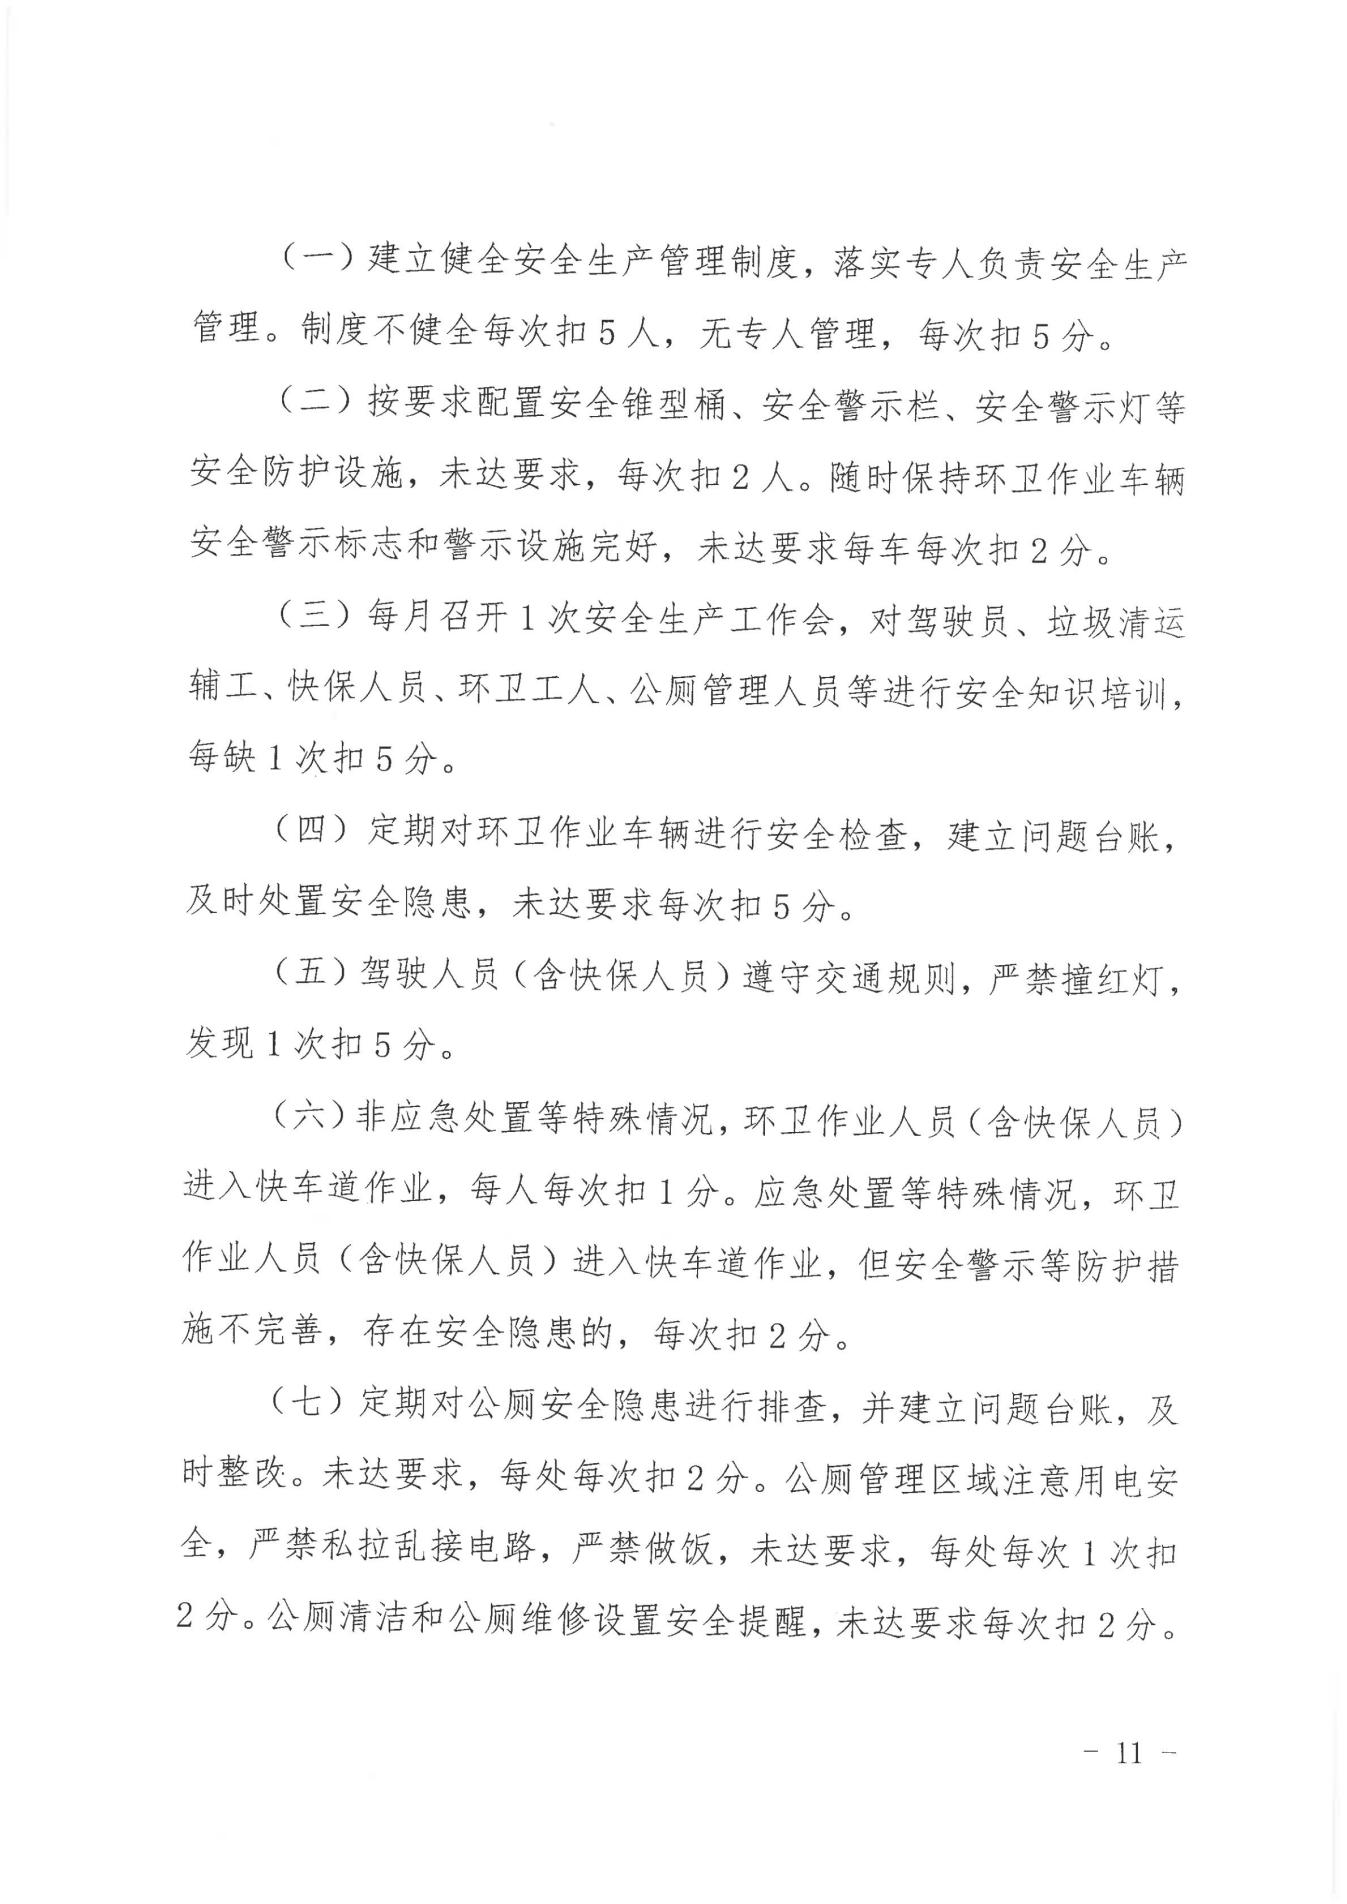 （一）建立健全安全生产管理制度，落实专人负责安全生产
管理。制度不健全每次扣5人，无专人管理，每次扣5分。
（二）按要求配置安全锥型桶、安全警示栏、安全警示灯等
安全防护设施，未达要求，每次扣2人。随时保持环卫作业车辆
安全警示标志和警示设施完好，未达要求每车每次扣2分。
（三）每月召开1次安全生产工作会，对驾驶员、垃圾清运
辅工、快保人员、环卫工人、公厕管理人员等进行安全知识培训，
每缺1次扣5分。
（四）定期对环卫作业车辆进行安全检查，建立问题台账，
及时处置安全隐患，未达要求每次扣5分。
（五）驾驶人员（含快保人员）遵守交通规则，严禁撞红灯，
发现1次扣5分。
（六）非应急处置等特殊情况，环卫作业人员（含快保人员）
进入快车道作业，每人每次扣1分。应急处置等特殊情况，环卫
作业人员（含快保人员）进入快车道作业，但安全警示等防护措
施不完善，存在安全隐患的，每次扣2分。
（七）定期对公厕安全隐患进行排查，并建立问题台账，及
时整改。未达要求，每处每次扣2分。公厕管理区域注意用电安
全，严禁私拉乱接电路，严禁做饭，未达要求，每处每次1次扣
2分。公厕清洁和公厕维修设置安全提醒，未达要求每次扣2分。
- 11 -